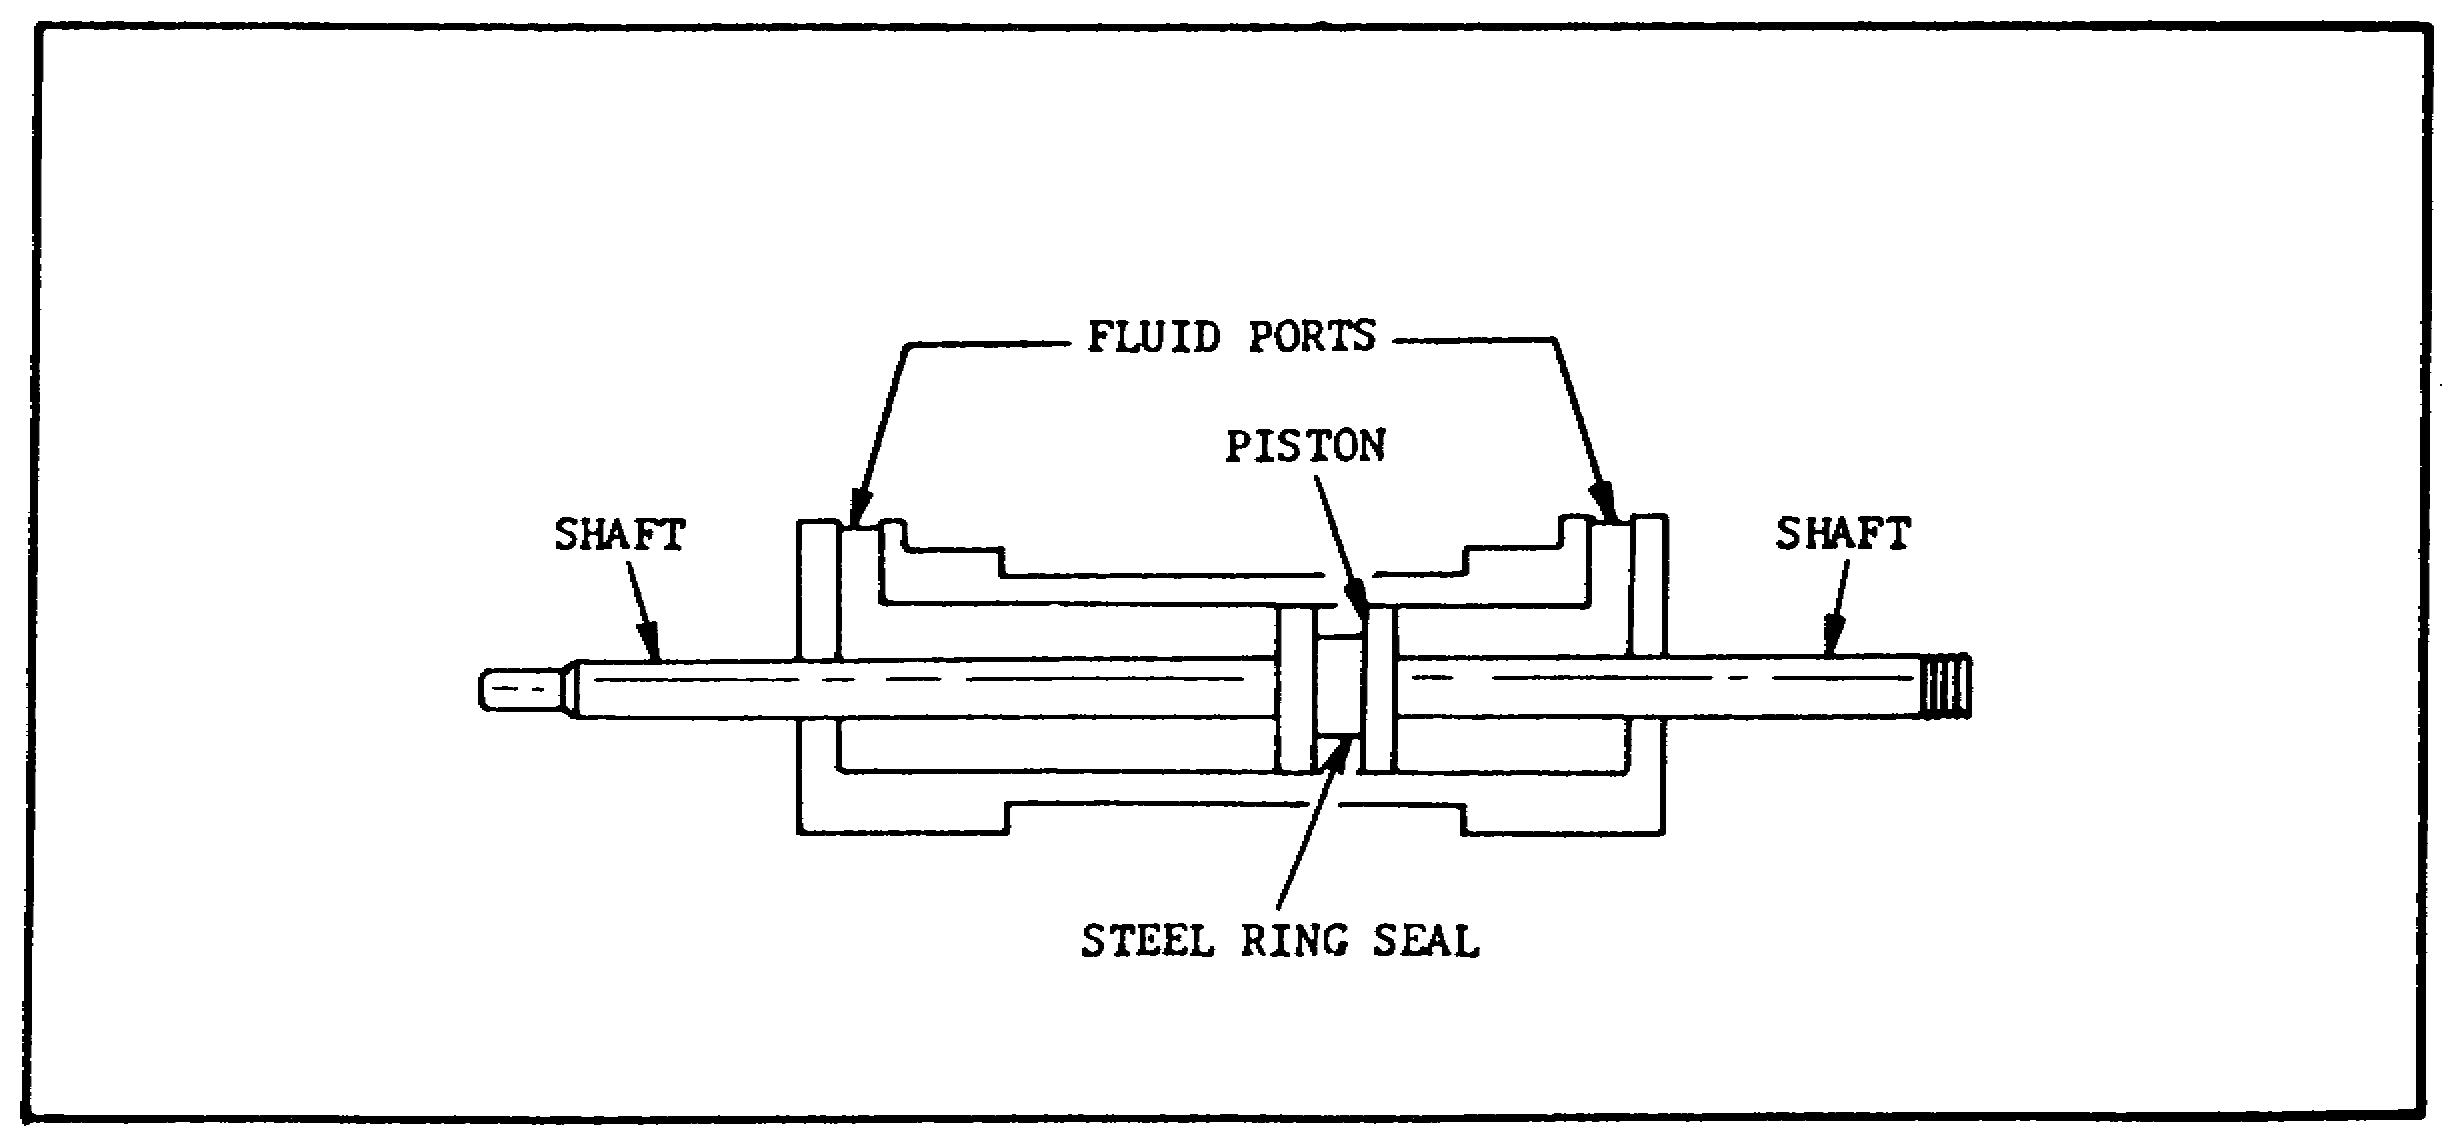 FLUID PORTS
PISTON
SHAFT
SHAFT
STEEL RING SEAL